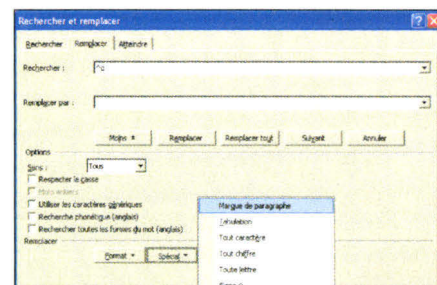 Rechercher et remplacer
Rechercher Remplacer Atteindre
Rechercher :
Remplacer par :
Moins Remplacer Remplacer tout Suivant Annuler
Options
Sens : Tous
Respecter la casse
Mots entiers
Utiliser les caractères génériques
Recherche phonétique (anglais)
Rechercher toutes les formes du mot (anglais)
Remplacer
Format Spécial
Marque de paragraphe
Tabulation
Tout caractère
Tout chiffre
Toute lettre